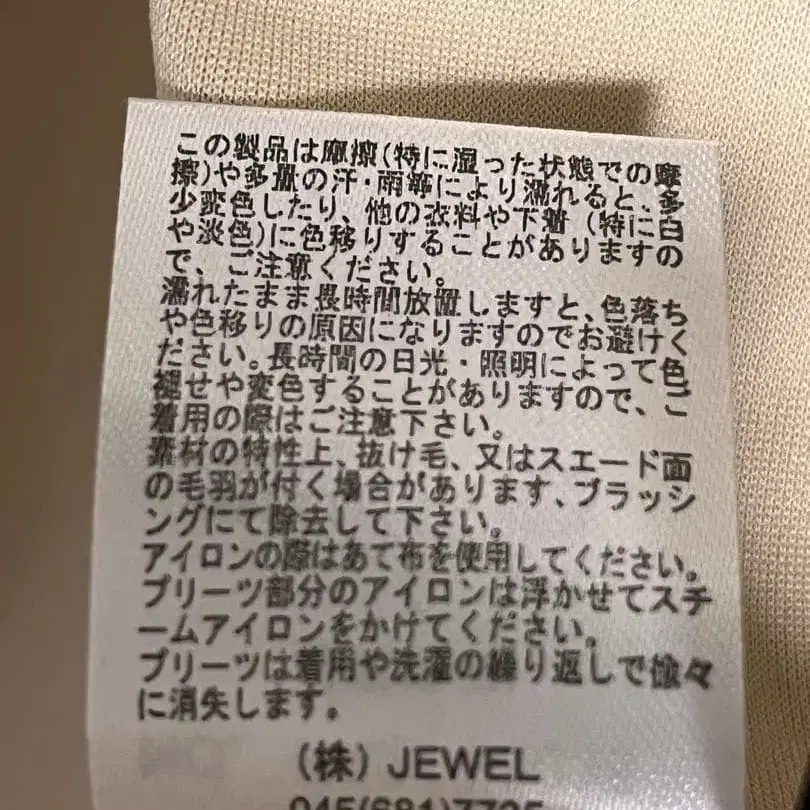 この製品は摩擦(特に湿った状態での摩
擦)や多量の汗・雨等により濡れると、多
少変色したり、他の衣料や下着（特に白
や淡色)に色移りすることがありますの
で、ご注意ください。
濡れたまま長時間放置しますと、色落ち
や色移りの原因になりますのでお避けく
ださい。長時間の日光・照明によって色
褪せや変色することがありますので、ご
着用の際はご注意下さい。
素材の特性上、抜け毛、又はスエード面
の毛羽が付く場合があります、ブラッシ
ングにて除去して下さい。
アイロンの際はあて布を使用してください。
プリーツ部分のアイロンは浮かせてスチ
ームアイロンをかけてください。
プリーツは着用や洗濯の繰り返しで徐々
に消失します。
（株）JEWEL
045(681)7725